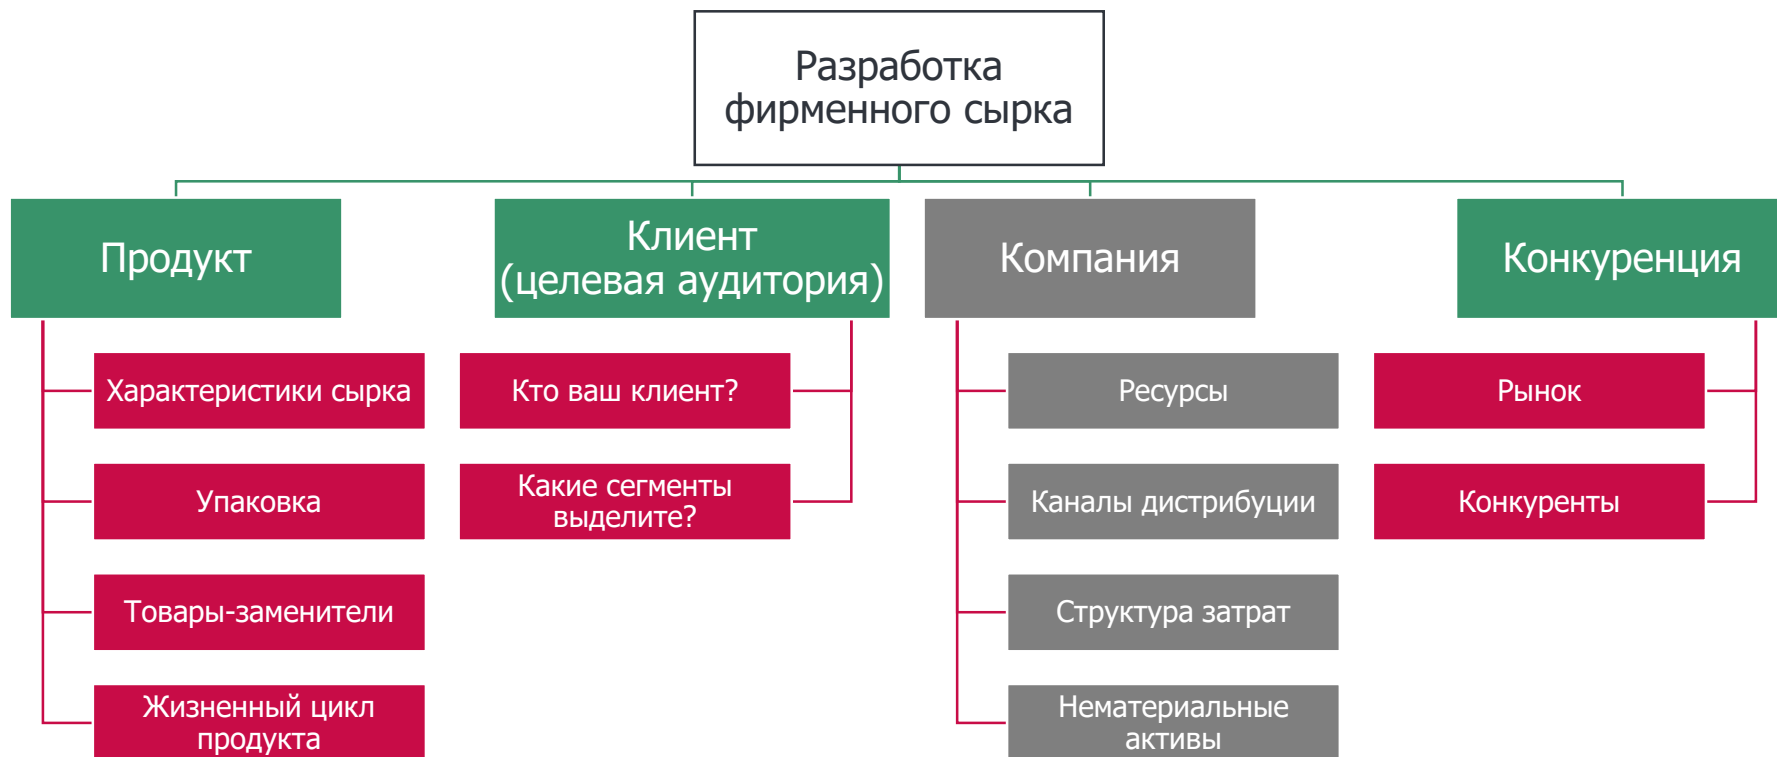 Разработка
фирменного сырка
Продукт
Клиент
(целевая аудитория)
Компания
Конкуренция
Характеристики сырка
Кто ваш клиент?
Ресурсы
Рынок
Упаковка
Какие сегменты
выделите?
Каналы дистрибуции
Конкуренты
Товары-заменители
Структура затрат
Жизненный цикл
продукта
Нематериальные
активы